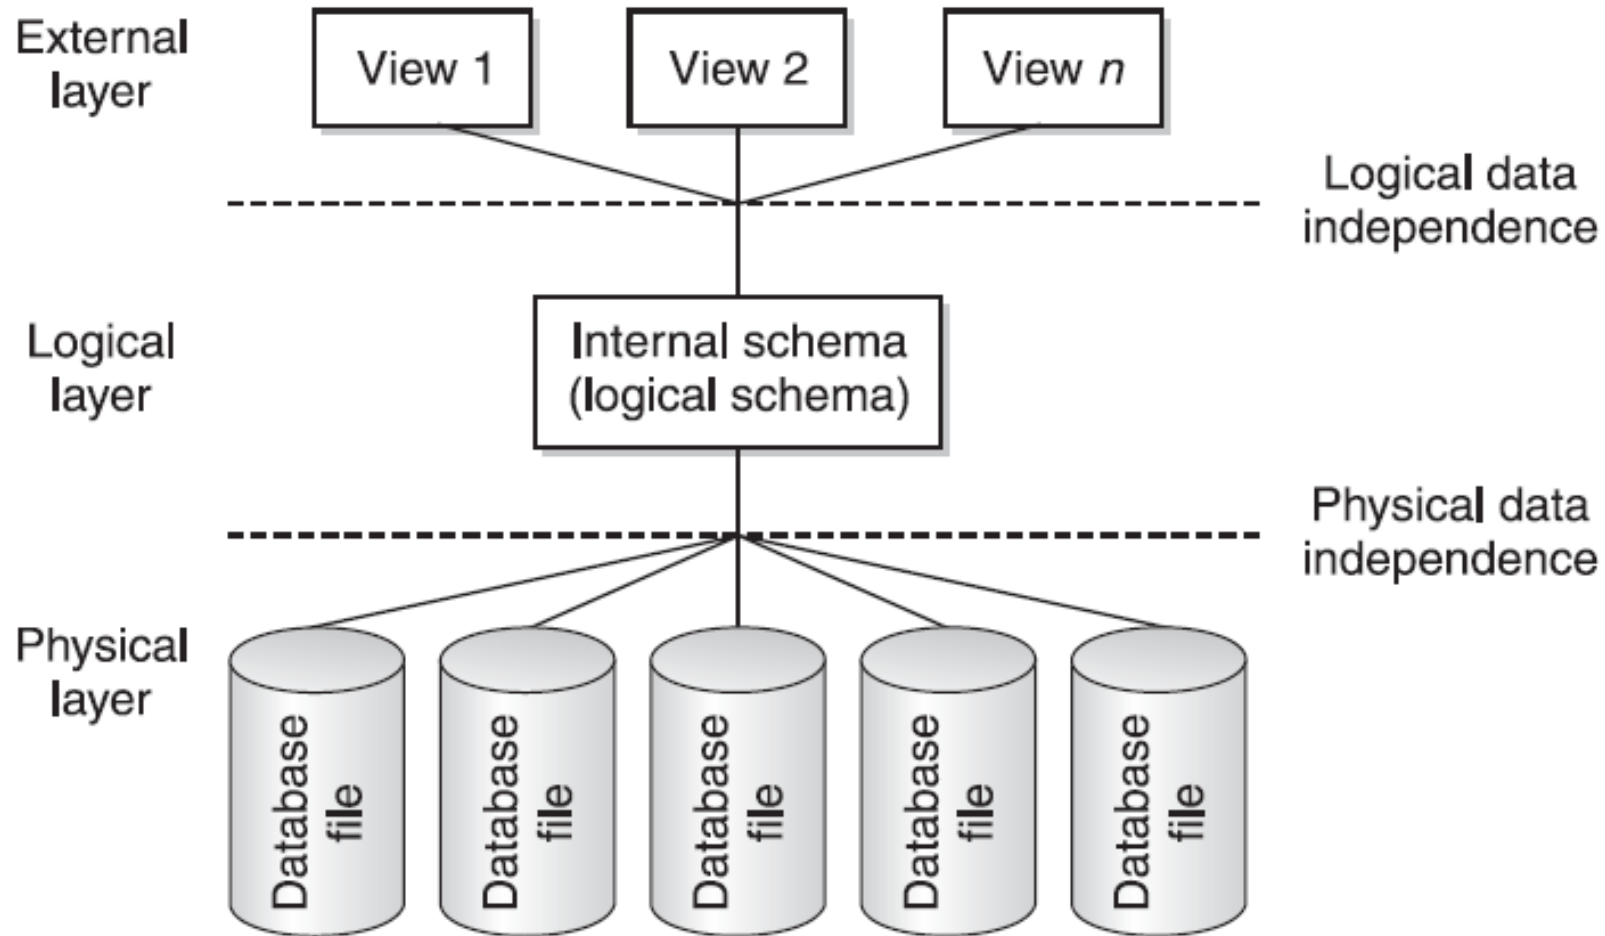 External
layer
View 1
View 2
View n
Logical data
independence
Logical
layer
Internal schema
(logical schema)
Physical data
independence
Physical
layer
Database
file
Database
file
Database
file
Database
file
Database
file